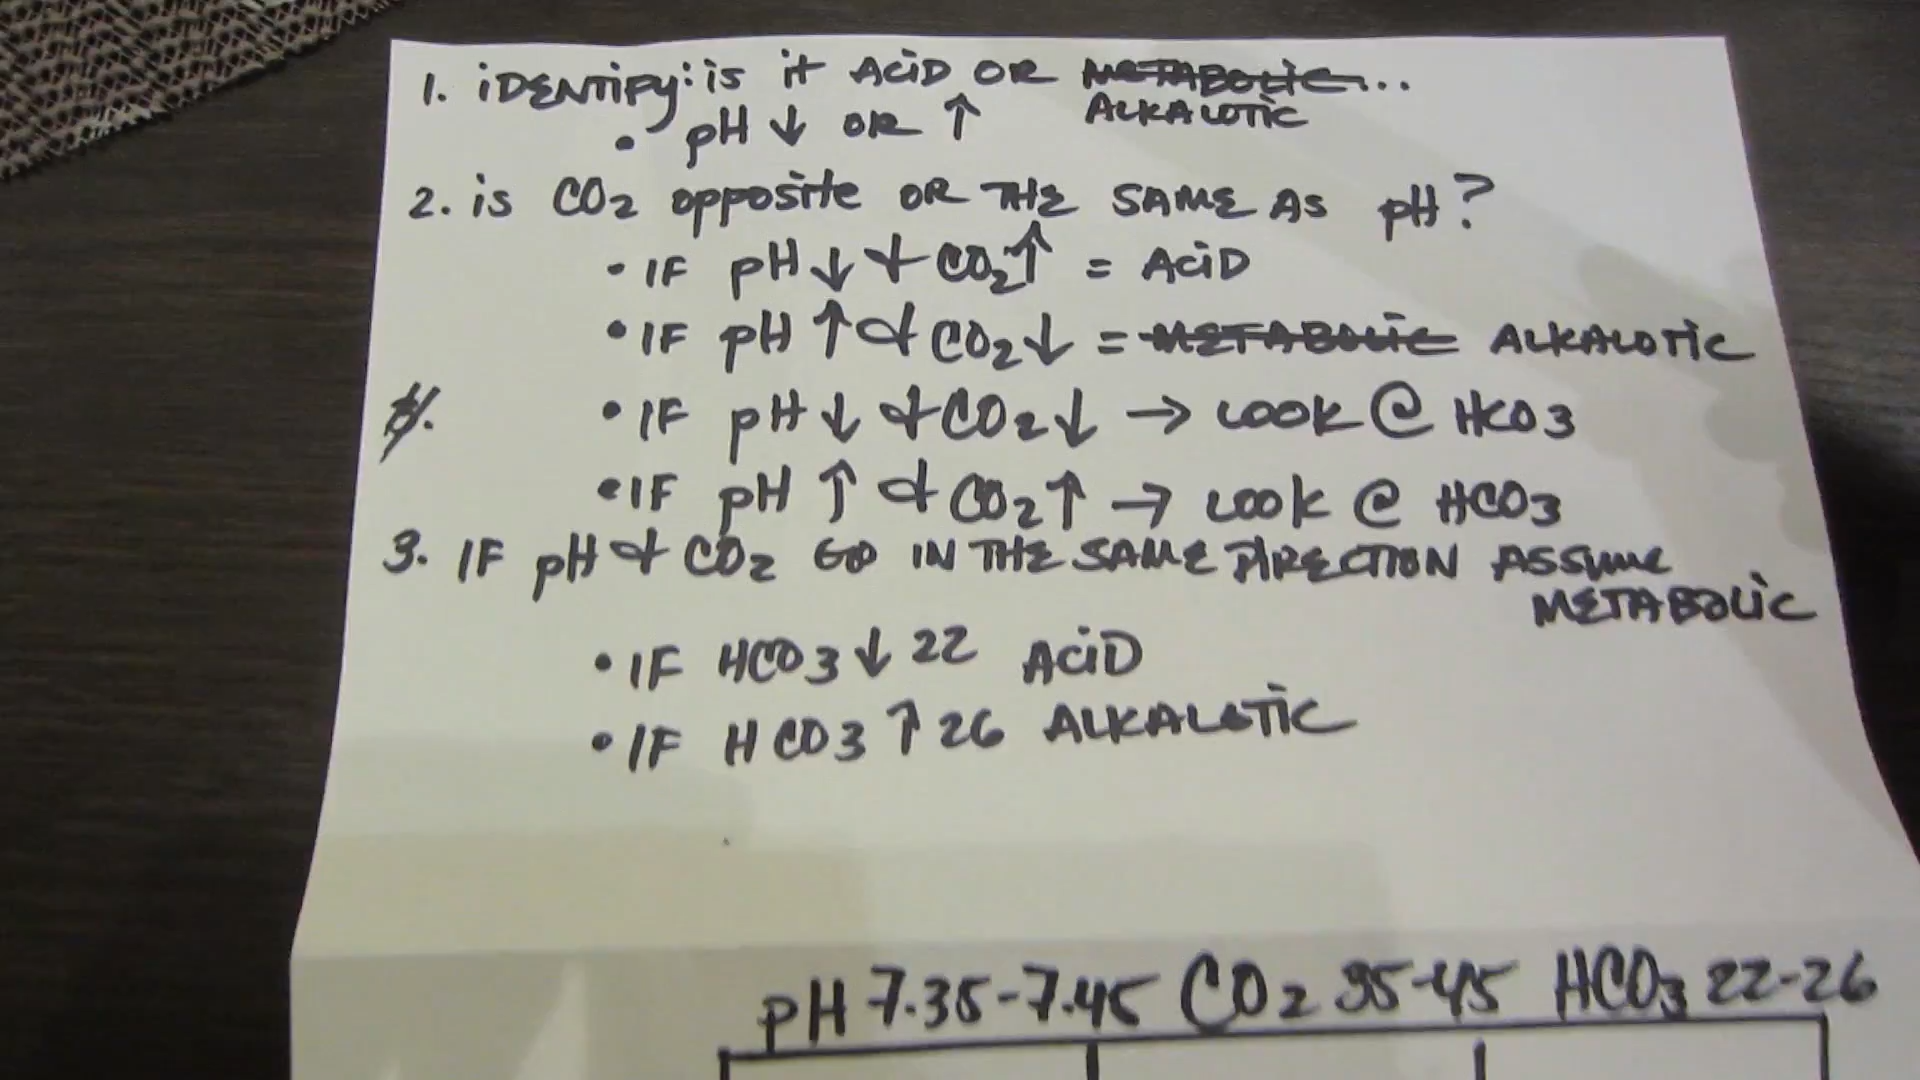 1. iDENTiFy: is it ACiD OR METABOLiC...
ALKALOTiC
• pH ↓ OR ↑
2. is CO2 opposite OR THE SAME AS pH?
• IF pH ↓ + CO2 ↑ = ACiD
• IF pH ↑ + CO2 ↓ = METABOLiC ALKALOTiC
• IF pH ↓ + CO2 ↓ → LOOK @ HCO3
• IF pH ↑ + CO2 ↑ → LOOK @ HCO3
3. IF pH + CO2 GO IN THE SAME DIRECTION ASSUME
METABOLiC
• IF HCO3 ↓ 22 ACiD
• IF HCO3 ↑ 26 ALKALOTiC
pH 7.35-7.45 CO2 35-45 HCO3 22-26